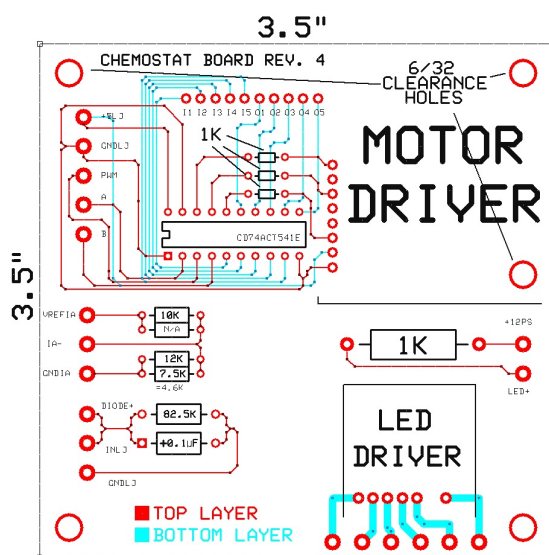 3.5"
CHEMOSTAT BOARD REV. 4
6/32
CLEARANCE
HOLES
+5LJ
I1 I2 I3 I4 I5 O1 O2 O3 O4 O5
1K
MOTOR
DRIVER
GNDLJ
PWM
A
B
CD74ACT541E
3.5"
VREFIA
10K
N/A
IA-
12K
7.5K
GNDIA
=4.6K
+12PS
1K
LED+
DIODE+
82.5K
INLJ
+0.1uF
GNDLJ
LED
DRIVER
TOP LAYER
BOTTOM LAYER